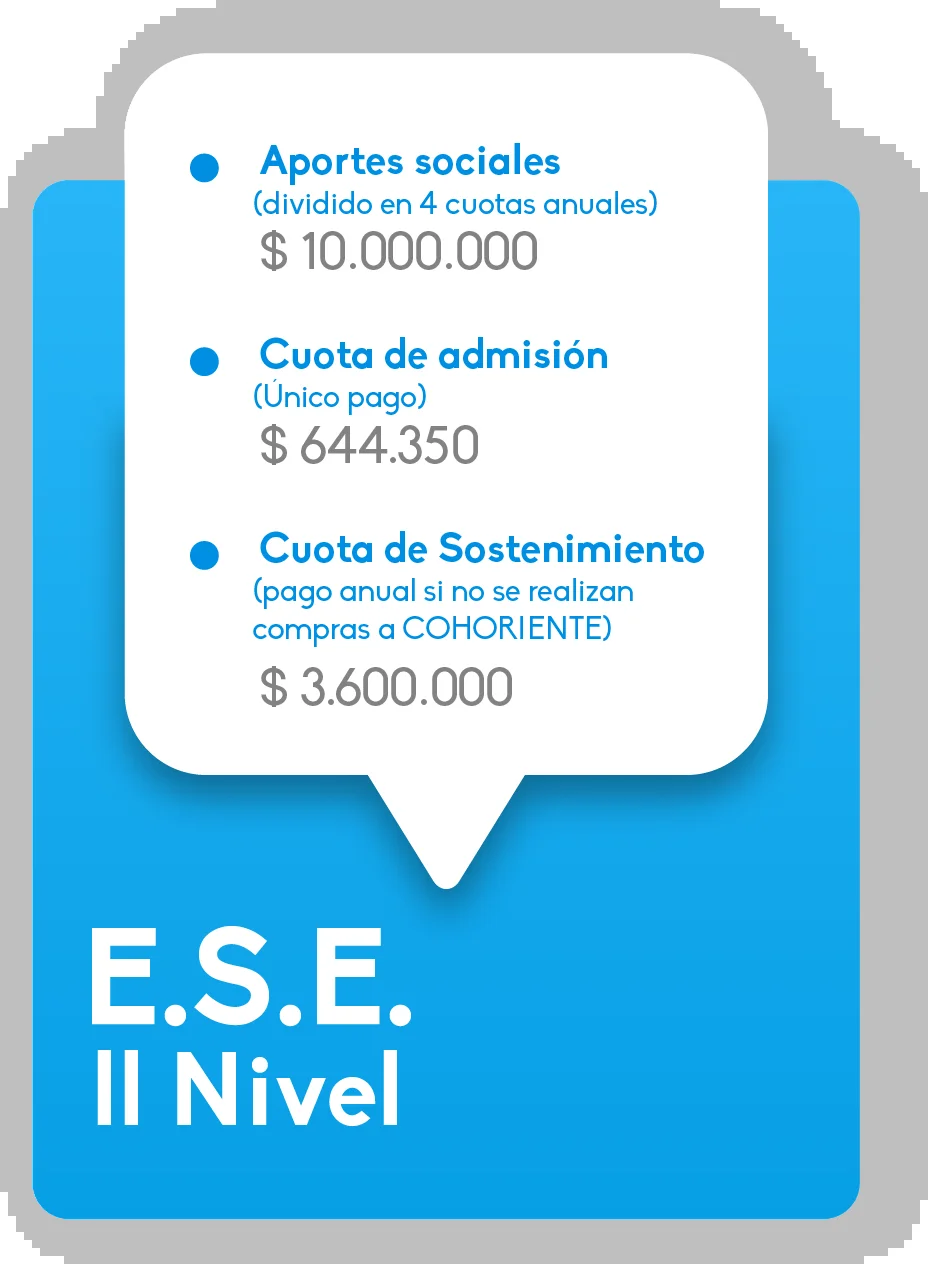 Aportes sociales
(dividido en 4 cuotas anuales)
$ 10.000.000
Cuota de admisión
(Único pago)
$ 644.350
Cuota de Sostenimiento
(pago anual si no se realizan
compras a COHORIENTE)
$ 3.600.000
E.S.E.
II Nivel